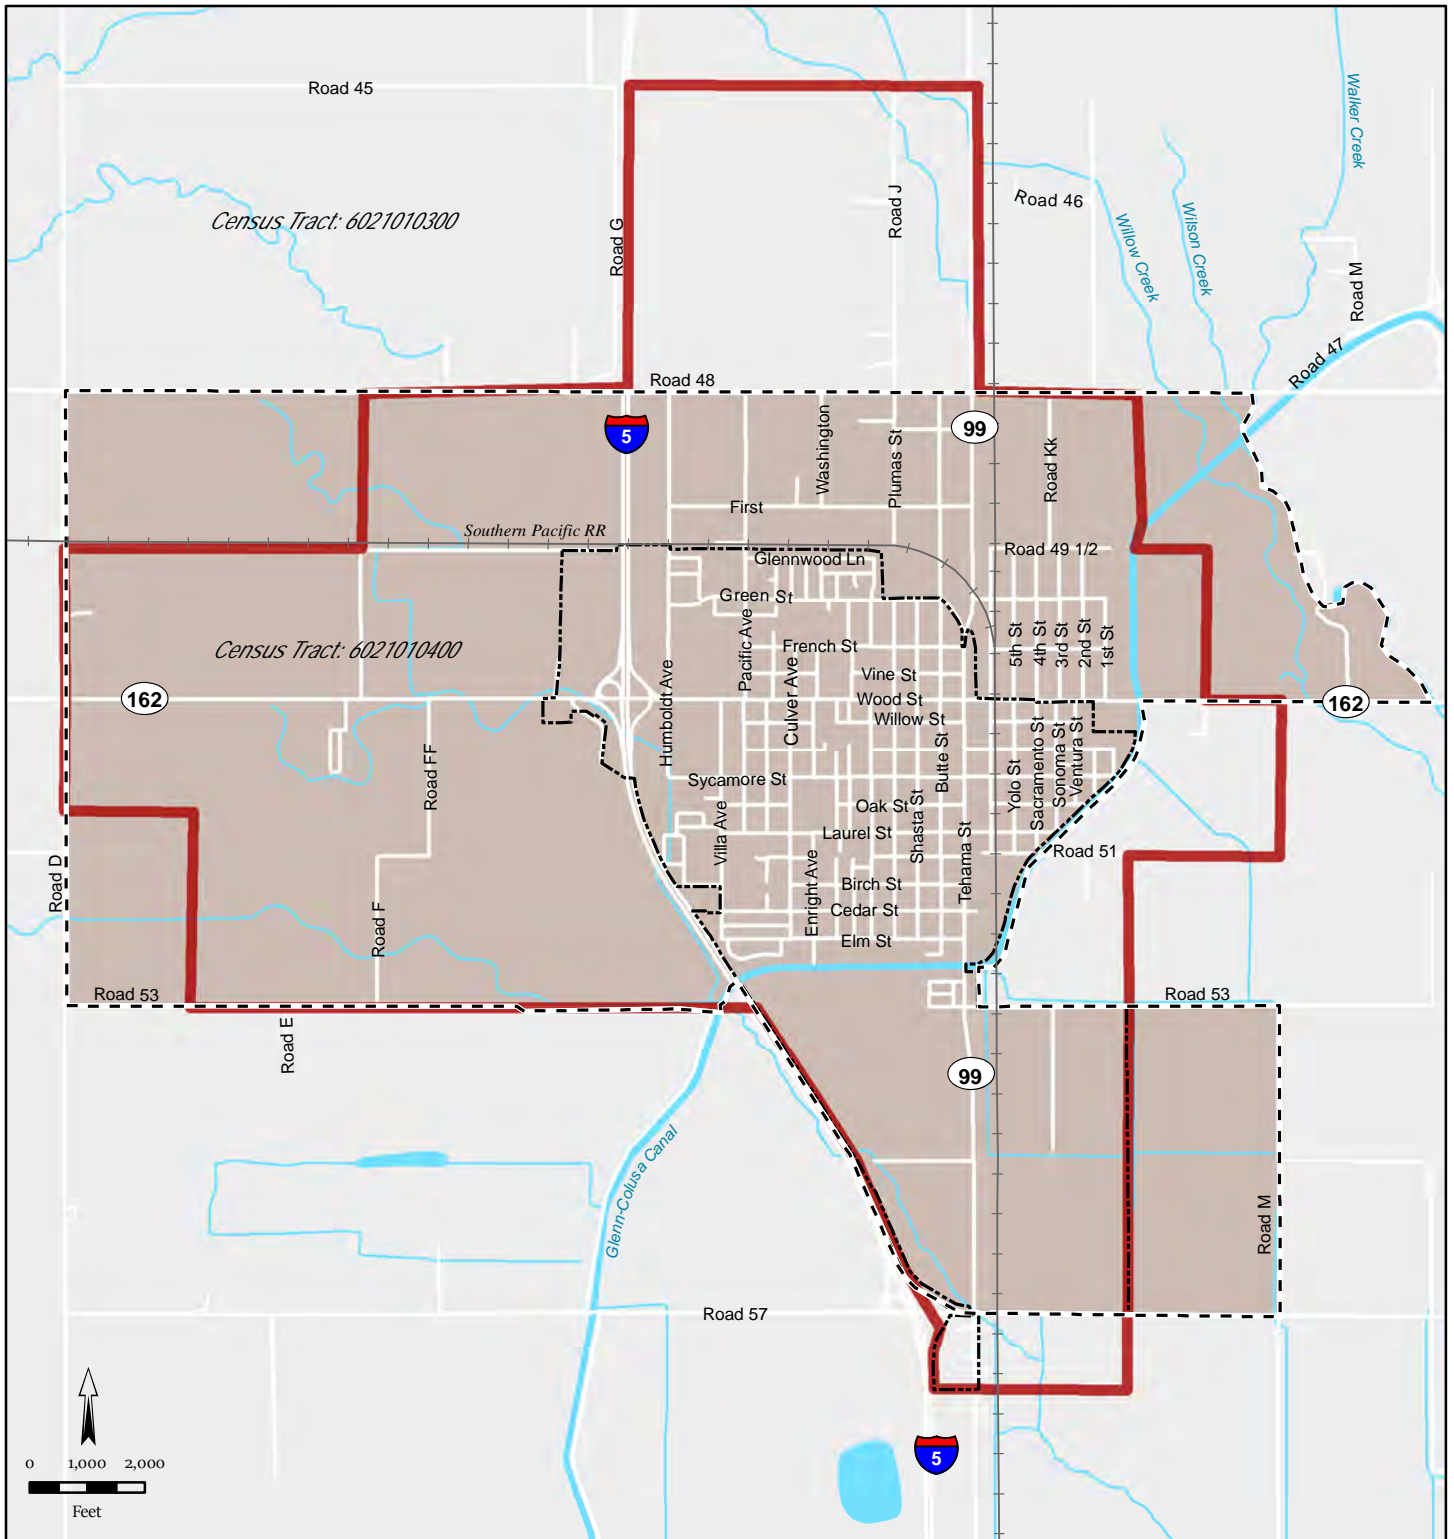 Road 45
Walker Creek
Census Tract: 6021010300
Road G
Road J
Road 46
Willow Creek
Wilson Creek
Road M
Road 47
Road 48
5
99
Washington
Plumas St
Road Kk
First
Southern Pacific RR
Road 49 1/2
Glennwood Ln
Green St
Census Tract: 6021010400
French St
Pacific Ave
5th St
4th St
3rd St
2nd St
1st St
Vine St
162
Wood St
162
Humboldt Ave
Culver Ave
Willow St
Road FF
Sycamore St
Butte St
Yolo St
Sacramento St
Sonoma St
Ventura St
Oak St
Villa Ave
Laurel St
Shasta St
Road 51
Road D
Tehama St
Birch St
Enright Ave
Cedar St
Road F
Elm St
Road 53
Road 53
Road E
99
Glenn-Colusa Canal
Road M
Road 57
0 1,000 2,000
Feet
5